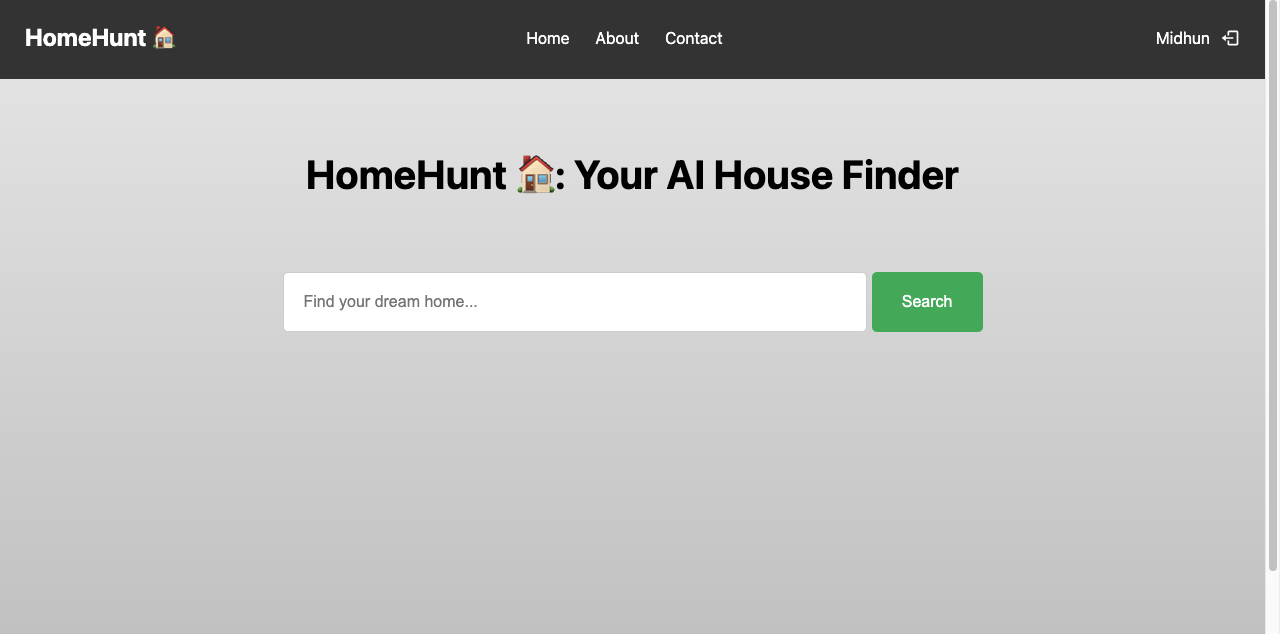 HomeHunt 🏠
Home
About
Contact
Midhun
HomeHunt 🏠: Your AI House Finder
Find your dream home...
Search